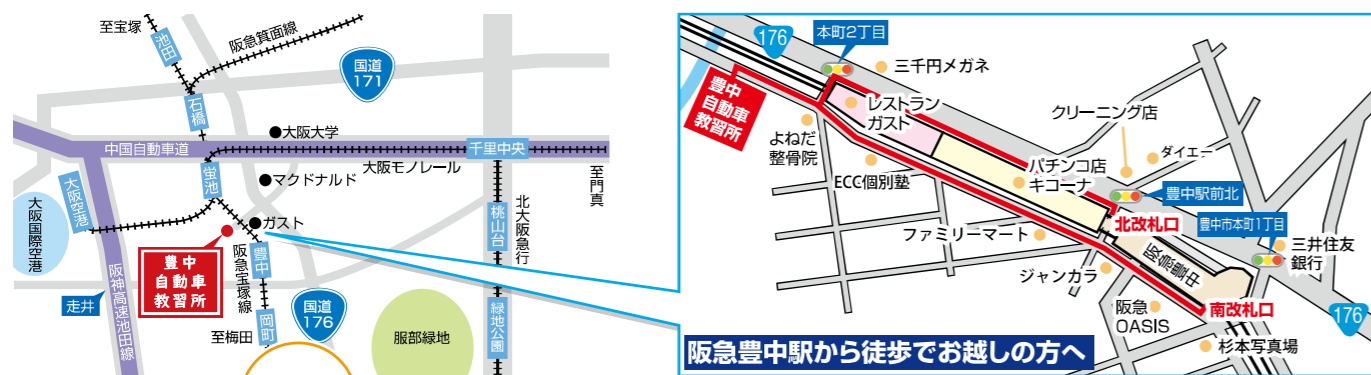 至宝塚
池田
阪急箕面線
国道
171
石橋
大阪大学
中国自動車道
千里中央
大阪モノレール
至門真
蛍池
マクドナルド
大阪空港
大阪国際空港
ガスト
桃山台
北大阪急行
豊中
自動車
教習所
阪急宝塚線
豊中
阪神高速池田線
走井
国道
176
岡町
至梅田
服部緑地
緑地公園
176
本町2丁目
三千円メガネ
豊中
自動車
教習所
レストラン
ガスト
クリーニング店
よねだ
整骨院
ダイエー
ECC個別塾
パチンコ店
キコーナ
豊中駅前北
北改札口
豊中市本町1丁目
ファミリーマート
阪急豊中
三井住友
銀行
ジャンカラ
阪急
OASIS
南改札口
176
杉本写真場
阪急豊中駅から徒歩でお越しの方へ